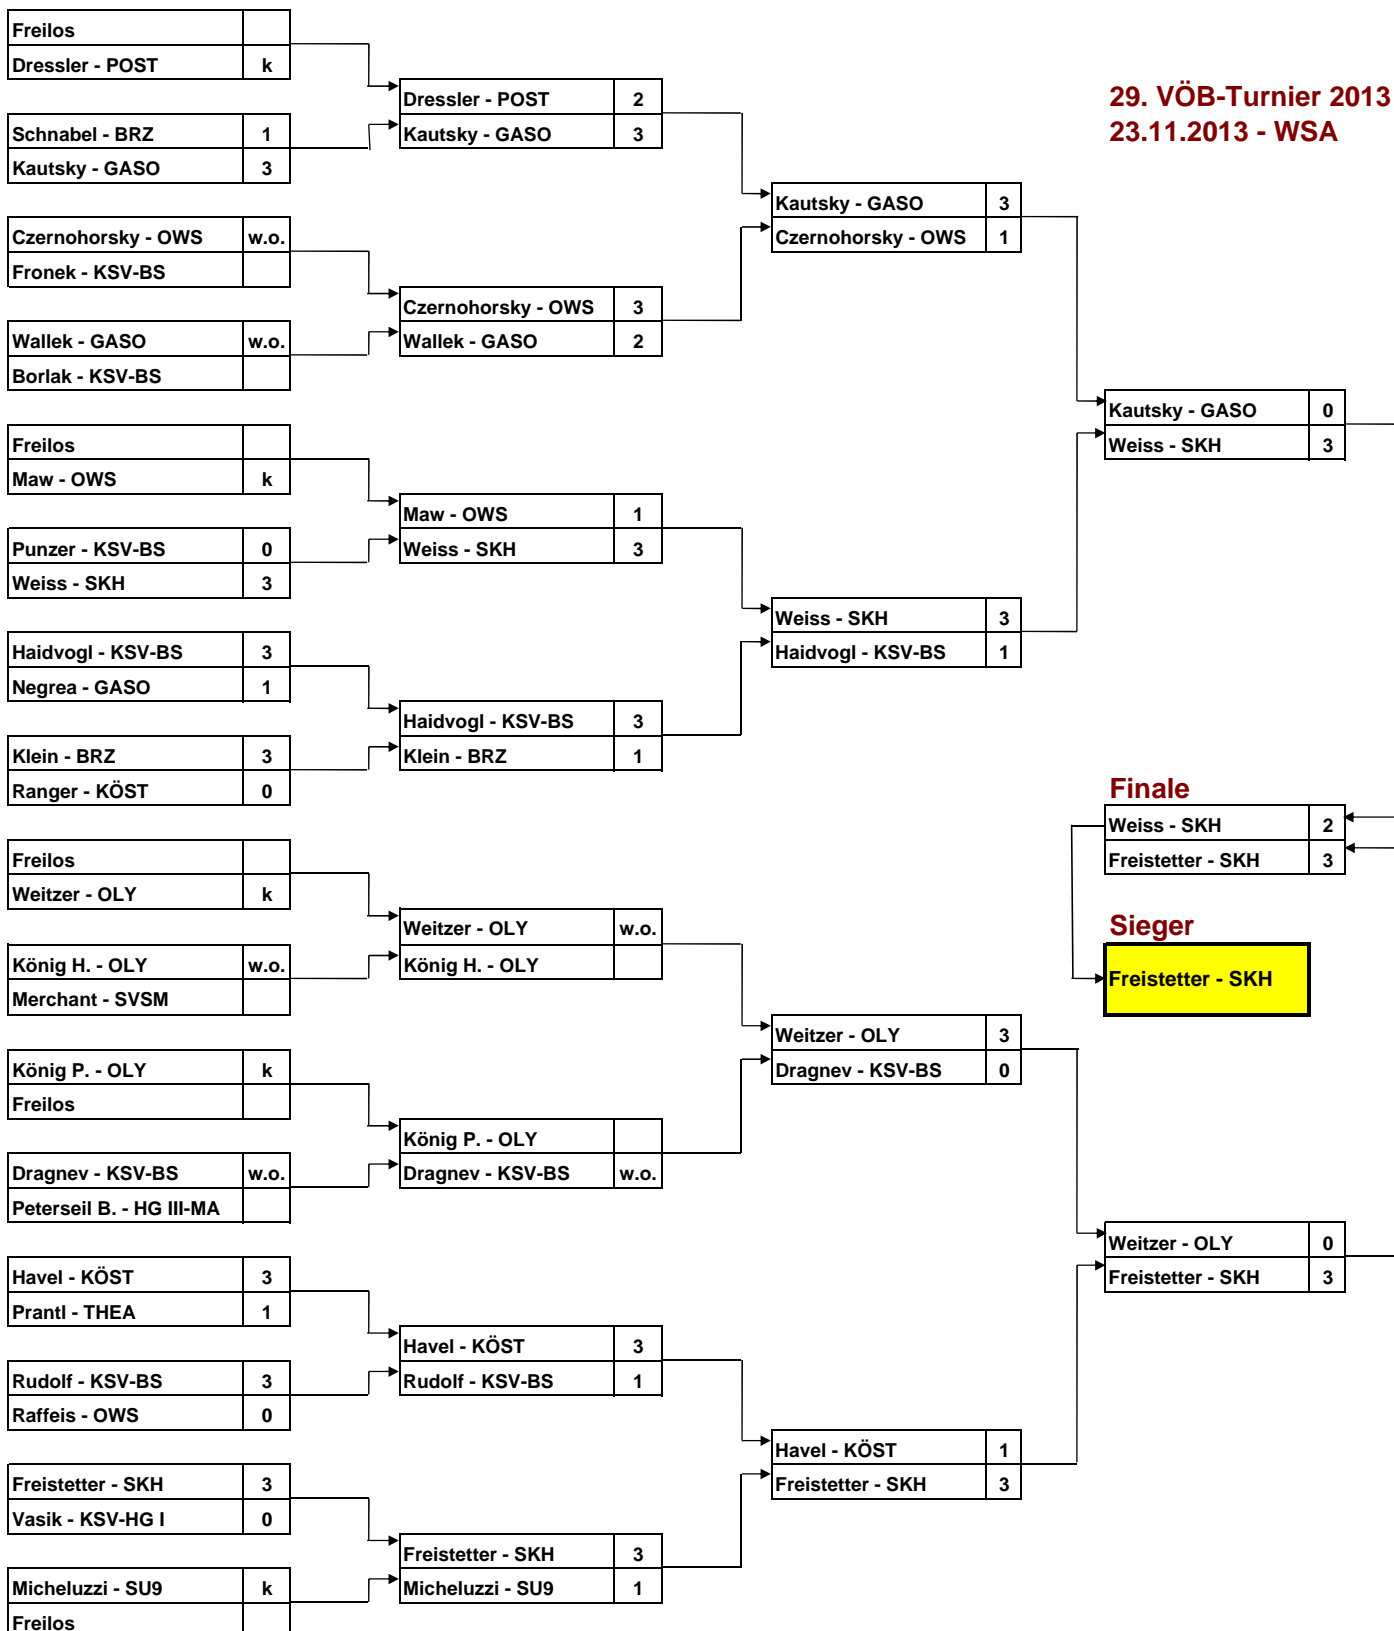 Freilos
Dressler - POST k
Schnabel - BRZ 1
Kautsky - GASO 3
Czernohorsky - OWS w.o.
Fronek - KSV-BS
Wallek - GASO w.o.
Borlak - KSV-BS
Freilos
Maw - OWS k
Punzer - KSV-BS 0
Weiss - SKH 3
Haidvogl - KSV-BS 3
Negrea - GASO 1
Klein - BRZ 3
Ranger - KÖST 0
Freilos
Weitzer - OLY k
König H. - OLY w.o.
Merchant - SVSM
König P. - OLY k
Freilos
Dragnev - KSV-BS w.o.
Peterseil B. - HG III-MA
Havel - KÖST 3
Prantl - THEA 1
Rudolf - KSV-BS 3
Raffeis - OWS 0
Freistetter - SKH 3
Vasik - KSV-HG I 0
Micheluzzi - SU9 k
Freilos
Dressler - POST 2
Kautsky - GASO 3
Czernohorsky - OWS 3
Wallek - GASO 2
Maw - OWS 1
Weiss - SKH 3
Haidvogl - KSV-BS 3
Klein - BRZ 1
Weitzer - OLY w.o.
König H. - OLY
König P. - OLY
Dragnev - KSV-BS w.o.
Havel - KÖST 3
Rudolf - KSV-BS 1
Freistetter - SKH 3
Micheluzzi - SU9 1
Kautsky - GASO 3
Czernohorsky - OWS 1
Weiss - SKH 3
Haidvogl - KSV-BS 1
Weitzer - OLY 3
Dragnev - KSV-BS 0
Havel - KÖST 1
Freistetter - SKH 3
29. VÖB-Turnier 2013
23.11.2013 - WSA
Kautsky - GASO 0
Weiss - SKH 3
Finale
Weiss - SKH 2
Freistetter - SKH 3
Sieger
Freistetter - SKH
Weitzer - OLY 0
Freistetter - SKH 3